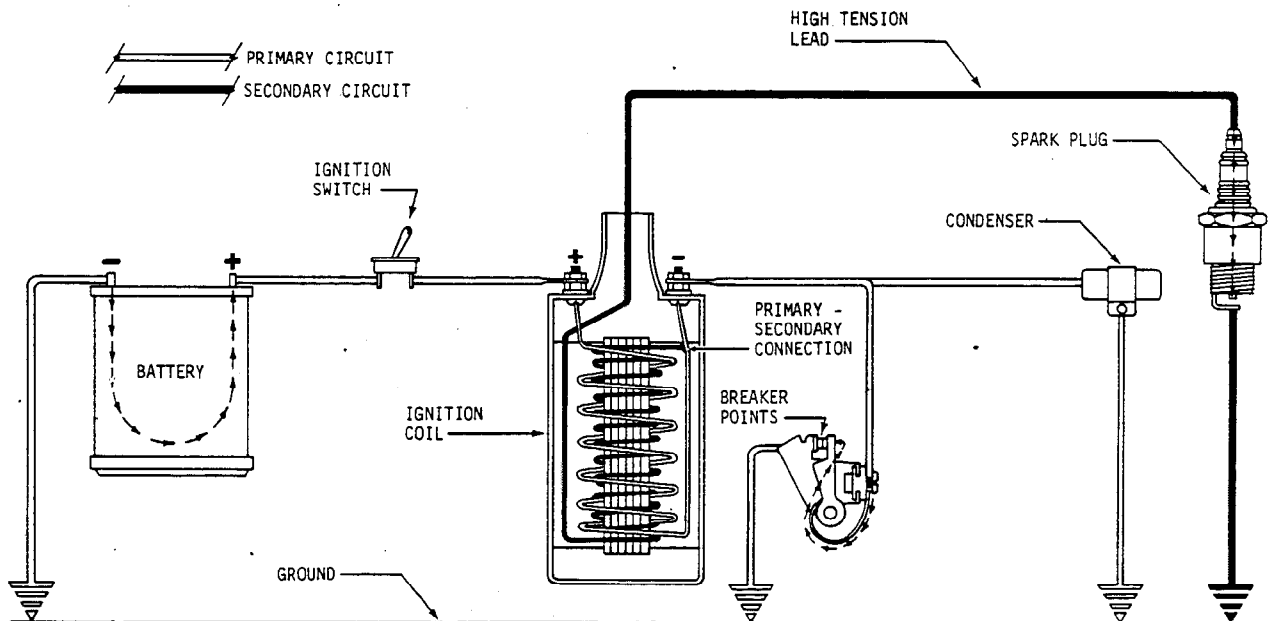 HIGH TENSION
LEAD
PRIMARY CIRCUIT
SECONDARY CIRCUIT
SPARK PLUG
IGNITION
SWITCH
CONDENSER
- +
+ -
PRIMARY -
SECONDARY
CONNECTION
BATTERY
BREAKER
POINTS
IGNITION
COIL
GROUND